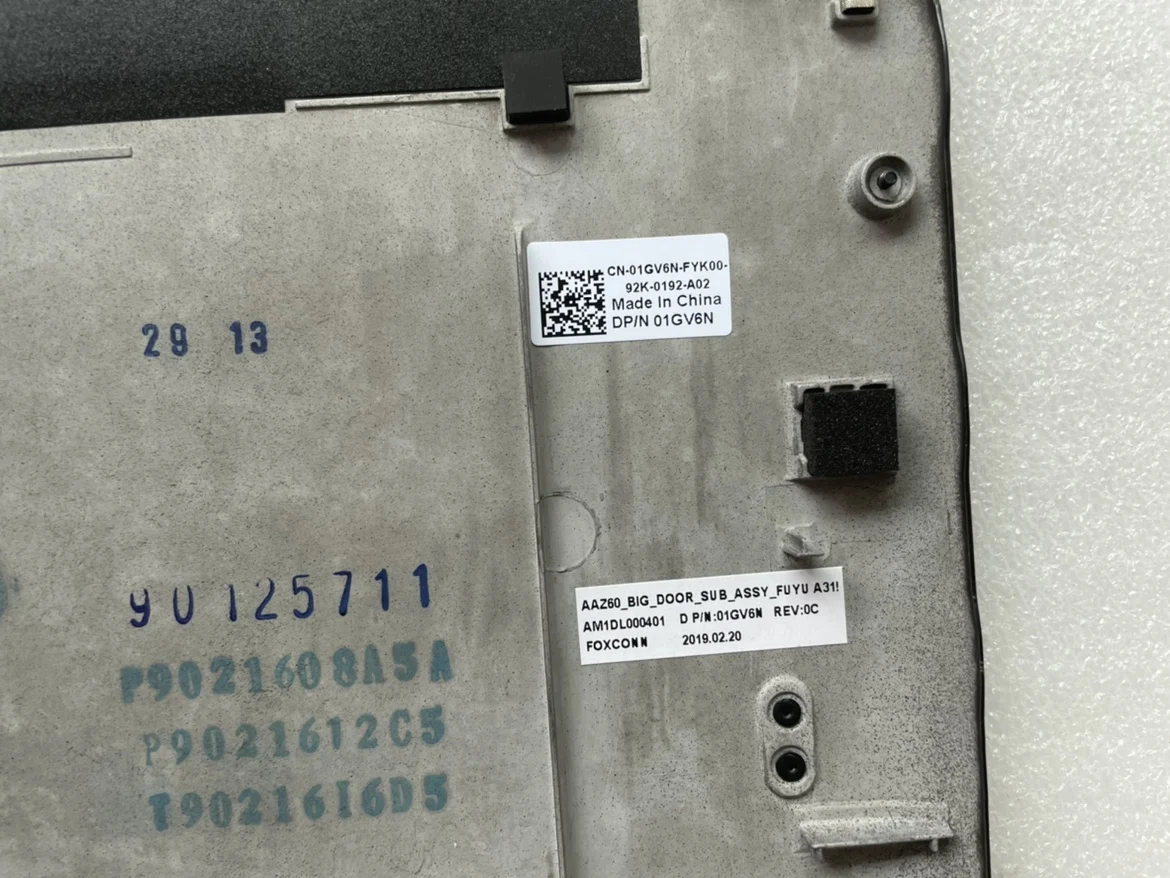 CN-01GV6N-FYK00-
92K-0192-A02
Made In China
DP/N 01GV6N
29 13
90125711
AAZ60_BIG_DOOR_SUB_ASSY_FUYU A31!
AM1DL000401 D P/N:01GV6N REV:0C
FOXCONN 2019.02.20
P9021608A5A
P9021612C5
T90216I6D5